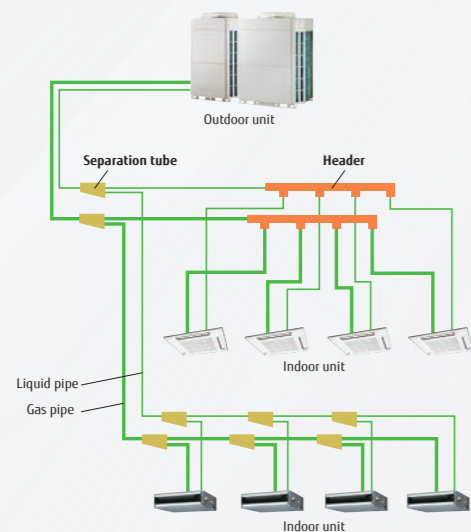 Outdoor unit
Separation tube
Header
Indoor unit
Liquid pipe
Gas pipe
Indoor unit